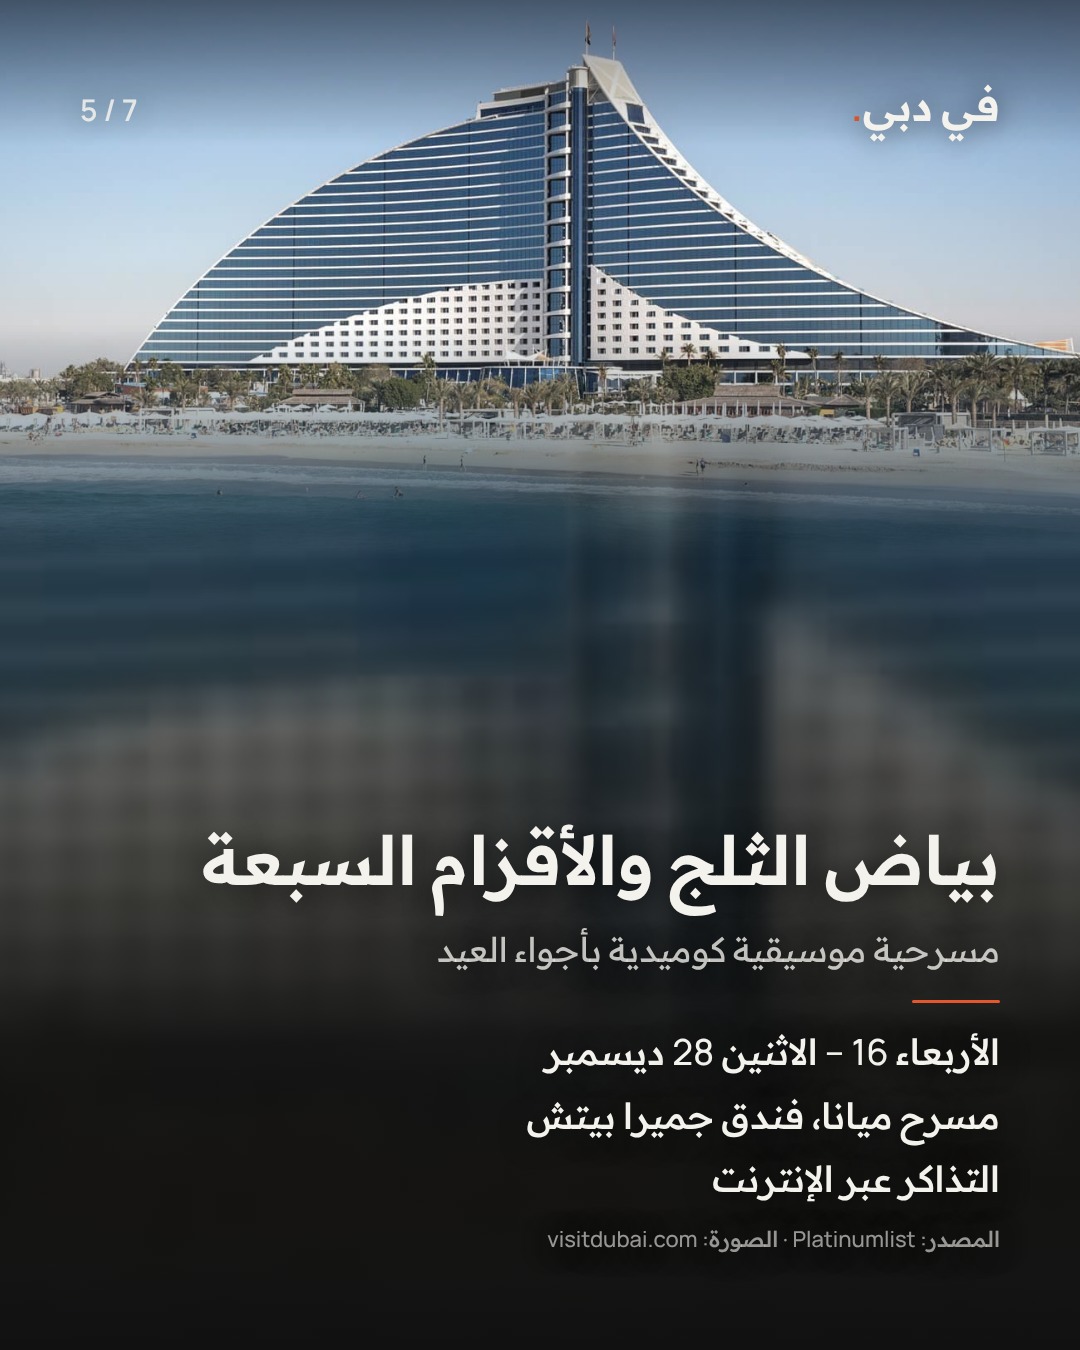 في دبي.
5 / 7
بياض الثلج والأقزام السبعة
مسرحية موسيقية كوميدية بأجواء العيد
الأربعاء 16 – الاثنين 28 ديسمبر
مسرح ميانا، فندق جميرا بيتش
التذاكر عبر الإنترنت
المصدر: Platinumlist · الصورة: visitdubai.com